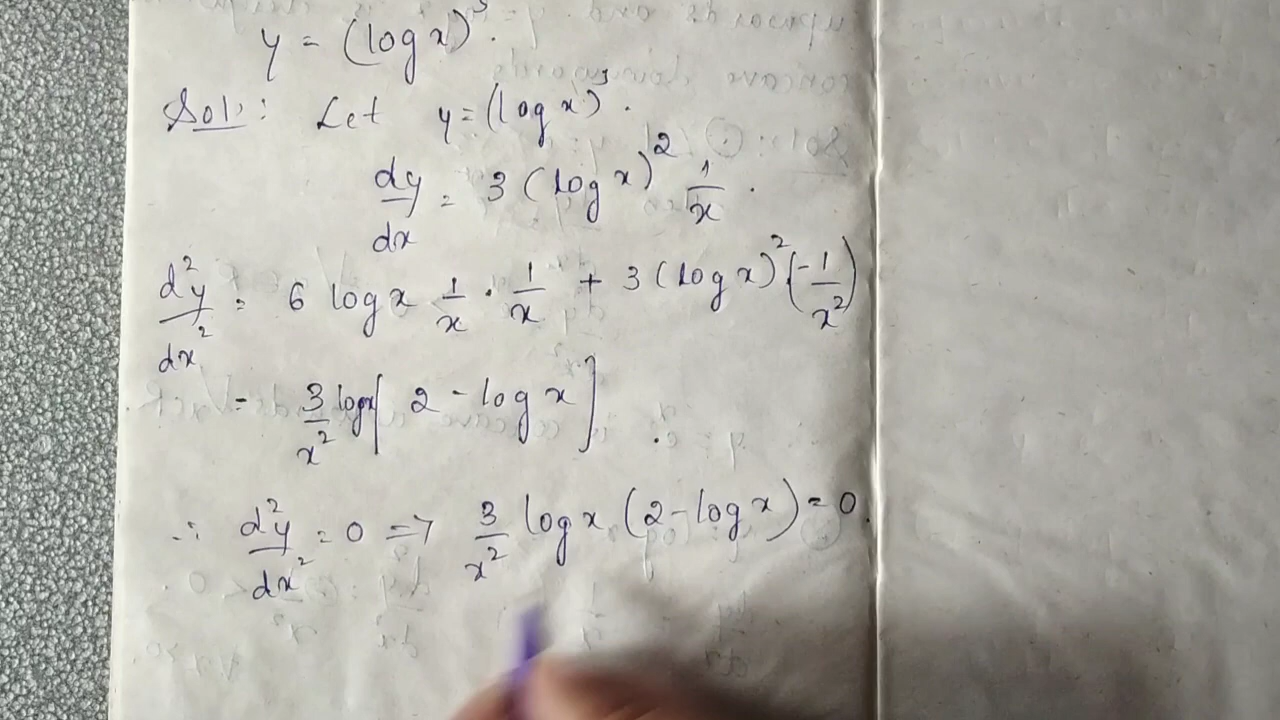 y = (log x)³.
Sol: Let y = (log x)³.
dy/dx = 3 (log x)² 1/x .
d²y/dx² = 6 log x 1/x · 1/x + 3 (log x)² (-1/x²)
= 3/x² log x [2 - log x].
∴ d²y/dx² = 0 => 3/x² log x (2 - log x) = 0.